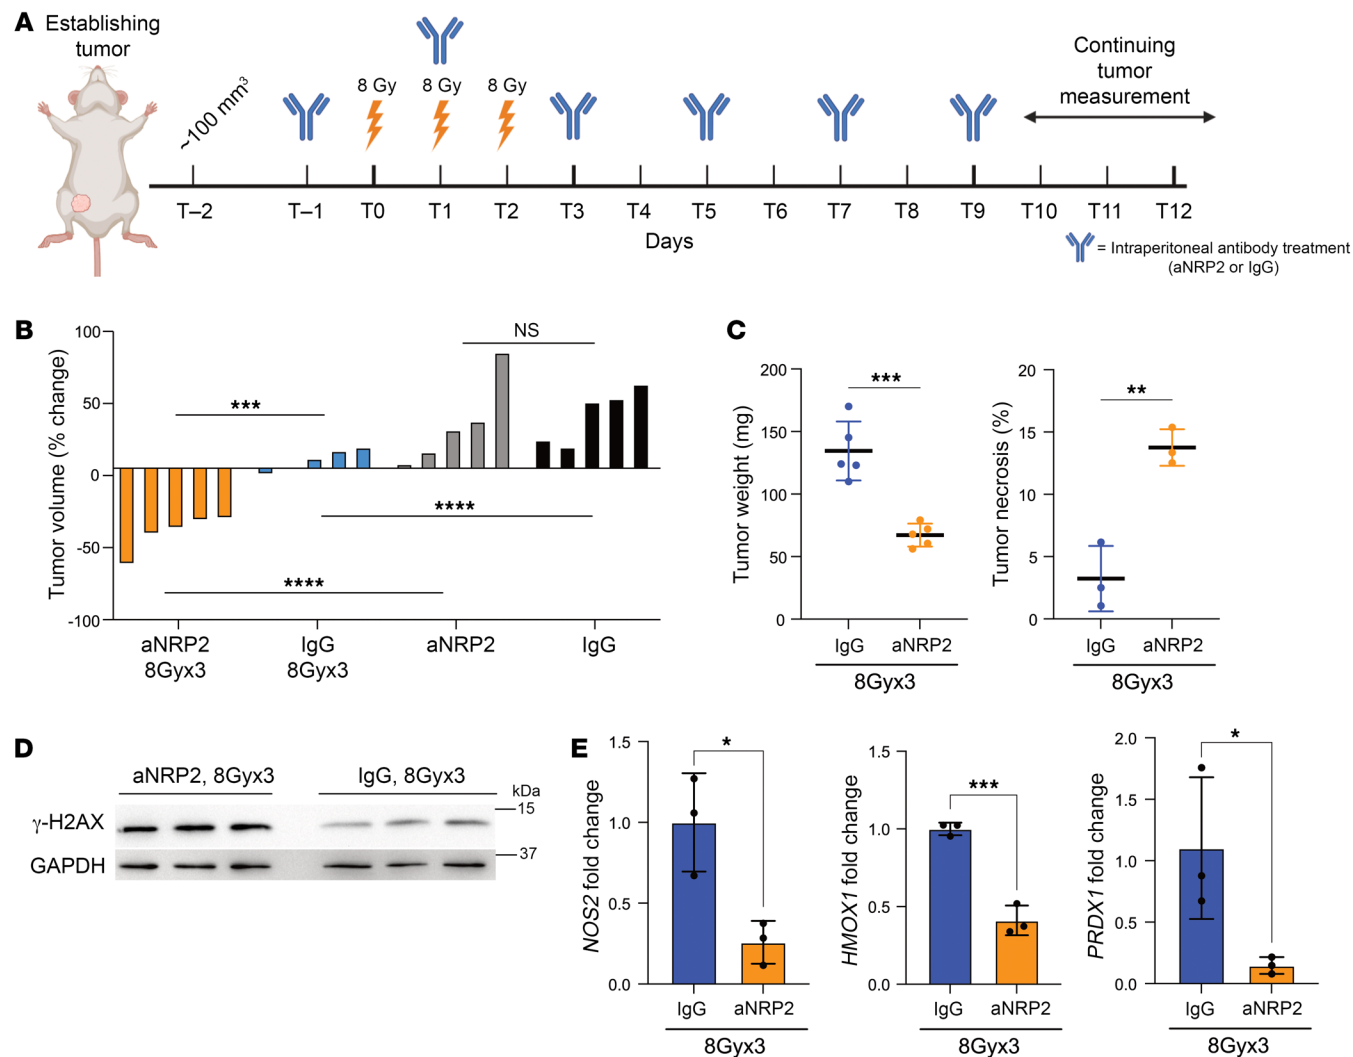 A
Establishing
tumor
~100 mm³
8 Gy 8 Gy 8 Gy
Continuing
tumor
measurement
T–2 T–1 T0 T1 T2 T3 T4 T5 T6 T7 T8 T9 T10 T11 T12
Days
= Intraperitoneal antibody treatment
(aNRP2 or IgG)
B
Tumor volume (% change)
100
50
0
-50
-100
***
NS
****
****
aNRP2
8Gyx3
IgG
8Gyx3
aNRP2
IgG
C
Tumor weight (mg)
200
150
100
50
0
***
IgG aNRP2
8Gyx3
Tumor necrosis (%)
20
15
10
5
0
**
IgG aNRP2
8Gyx3
D
aNRP2, 8Gyx3 IgG, 8Gyx3
kDa
γ-H2AX
15
GAPDH
37
E
NOS2 fold change
1.5
1.0
0.5
0.0
*
IgG aNRP2
8Gyx3
HMOX1 fold change
1.5
1.0
0.5
0.0
***
IgG aNRP2
8Gyx3
PRDX1 fold change
2.0
1.5
1.0
0.5
0.0
*
IgG aNRP2
8Gyx3